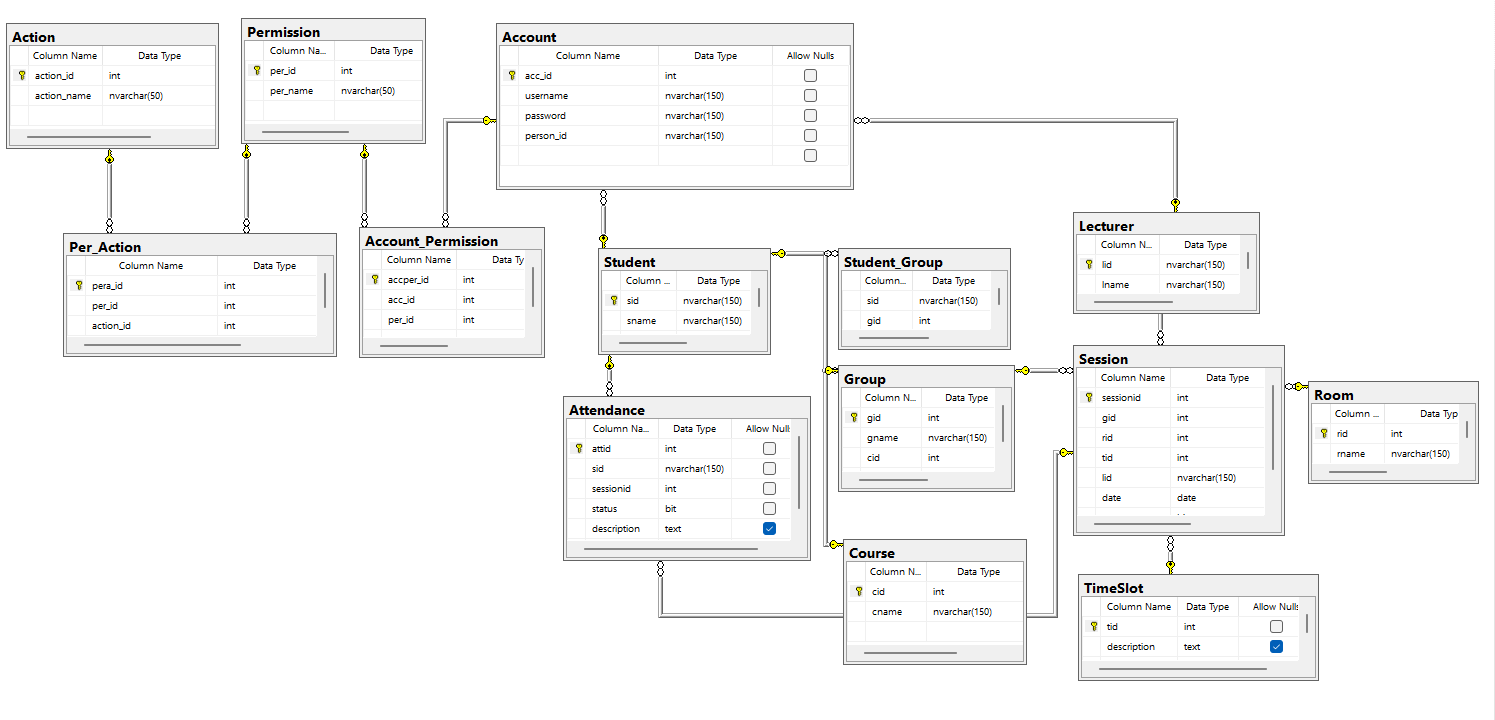 Action
Column Name Data Type
action_id int
action_name nvarchar(50)
Permission
Column Na... Data Type
per_id int
per_name nvarchar(50)
Account
Column Name Data Type Allow Nulls
acc_id int
username nvarchar(150)
password nvarchar(150)
person_id nvarchar(150)
Per_Action
Column Name Data Type
pera_id int
per_id int
action_id int
Account_Permission
Column Name Data Ty
accper_id int
acc_id int
per_id int
Student
Column ... Data Type
sid nvarchar(150)
sname nvarchar(150)
Student_Group
Column... Data Type
sid nvarchar(150)
gid int
Lecturer
Column N... Data Type
lid nvarchar(150)
lname nvarchar(150)
Attendance
Column Na... Data Type Allow Nulls
attid int
sid nvarchar(150)
sessionid int
status bit
description text
Group
Column N... Data Type
gid int
gname nvarchar(150)
cid int
Session
Column Name Data Type
sessionid int
gid int
rid int
tid int
lid nvarchar(150)
date date
Room
Column ... Data Typ
rid int
rname nvarchar(150)
Course
Column N... Data Type
cid int
cname nvarchar(150)
TimeSlot
Column Name Data Type Allow Nulls
tid int
description text